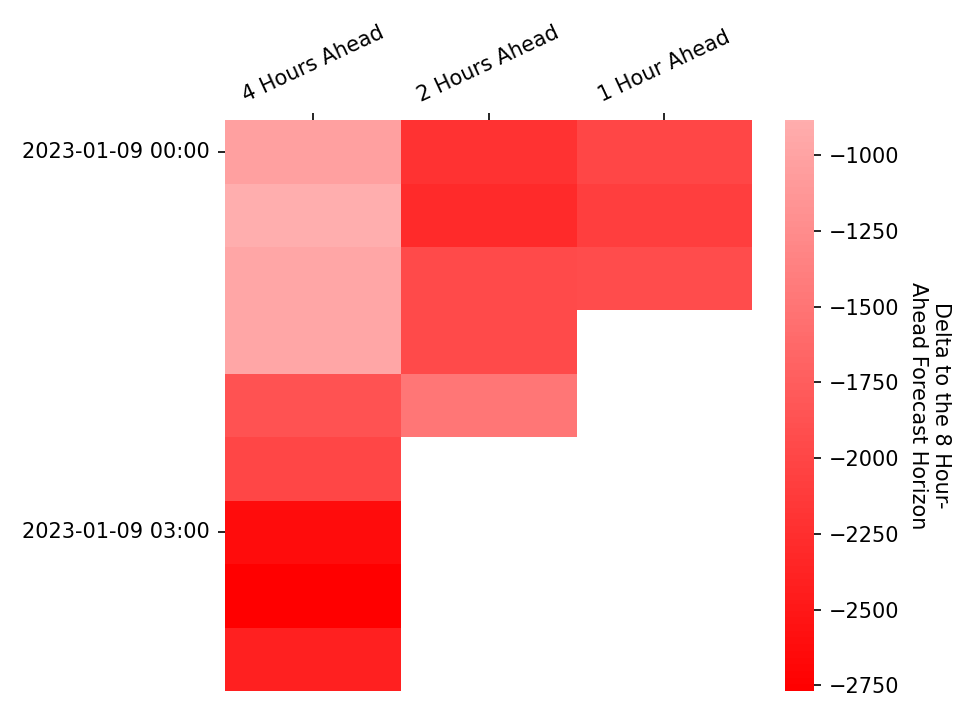 4 Hours Ahead
2 Hours Ahead
1 Hour Ahead
2023-01-09 00:00
2023-01-09 03:00
−1000
−1250
−1500
−1750
−2000
−2250
−2500
−2750
Delta to the 8 Hour-
Ahead Forecast Horizon